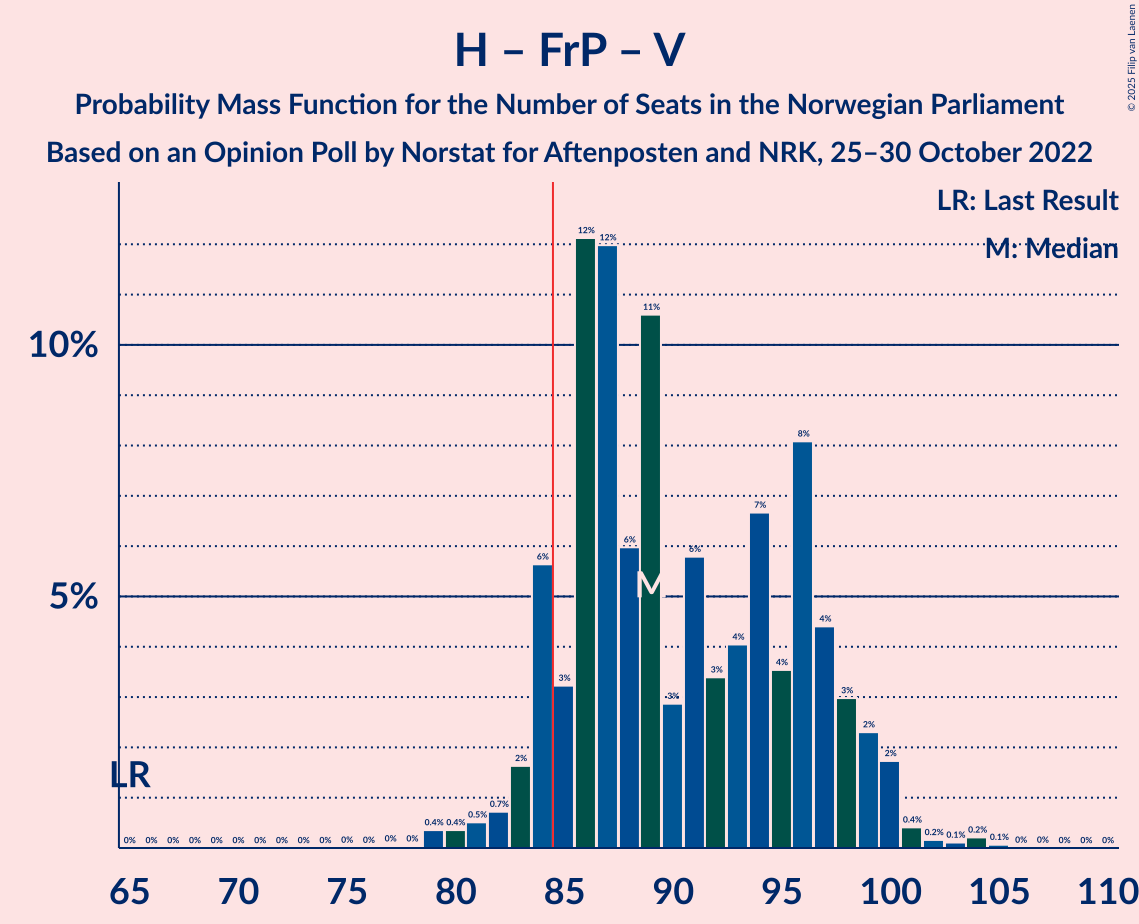 H – FrP – V
Probability Mass Function for the Number of Seats in the Norwegian Parliament
Based on an Opinion Poll by Norstat for Aftenposten and NRK, 25–30 October 2022
© 2025 Filip van Laenen
LR: Last Result
M: Median
10%
5%
LR
M
0% 0% 0% 0% 0% 0% 0% 0% 0% 0% 0% 0% 0% 0% 0.4% 0.4% 0.5% 0.7% 2% 6% 3% 12% 12% 6% 11% 3% 6% 3% 4% 7% 4% 8% 4% 3% 2% 2% 0.4% 0.2% 0.1% 0.2% 0.1% 0% 0% 0% 0% 0%
65 70 75 80 85 90 95 100 105 110